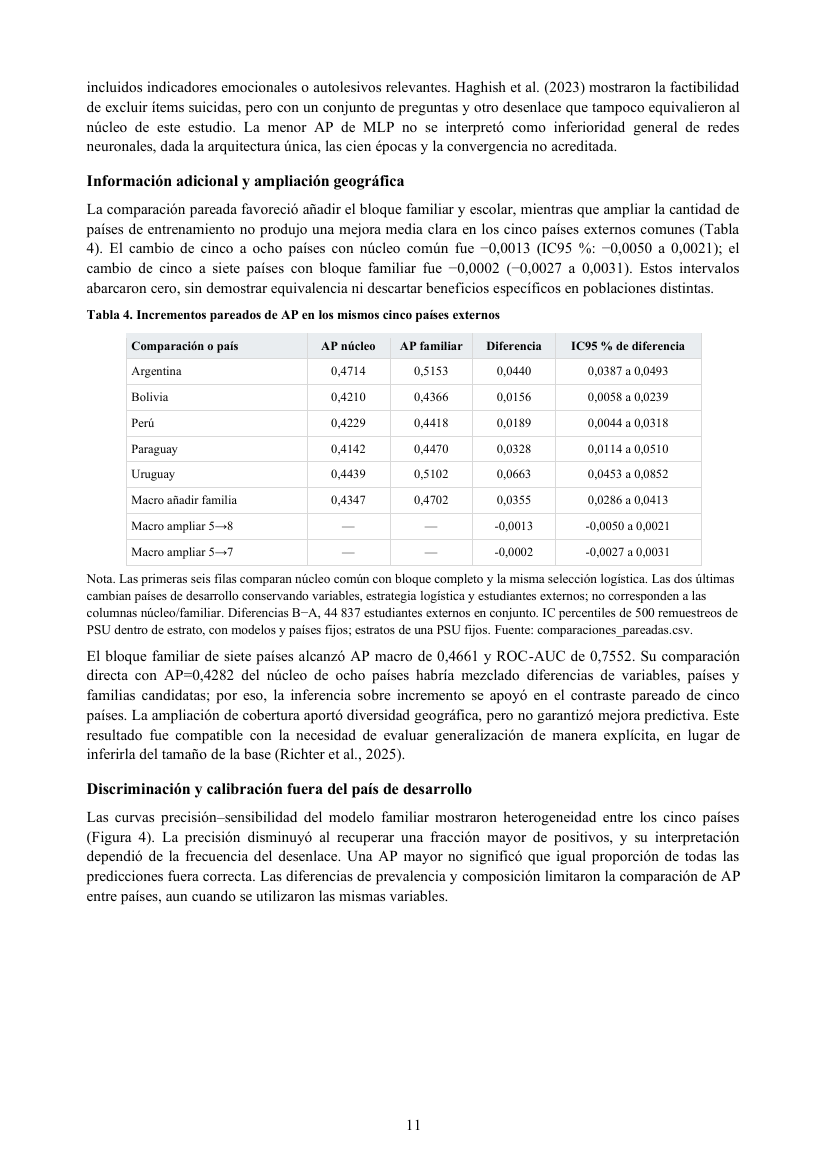 incluidos indicadores emocionales o autolesivos relevantes. Haghish et al. (2023) mostraron la factibilidad
de excluir ítems suicidas, pero con un conjunto de preguntas y otro desenlace que tampoco equivalieron al
núcleo de este estudio. La menor AP de MLP no se interpretó como inferioridad general de redes
neuronales, dada la arquitectura única, las cien épocas y la convergencia no acreditada.
Información adicional y ampliación geográfica
La comparación pareada favoreció añadir el bloque familiar y escolar, mientras que ampliar la cantidad de
países de entrenamiento no produjo una mejora media clara en los cinco países externos comunes (Tabla
4). El cambio de cinco a ocho países con núcleo común fue −0,0013 (IC95 %: −0,0050 a 0,0021); el
cambio de cinco a siete países con bloque familiar fue −0,0002 (−0,0027 a 0,0031). Estos intervalos
abarcaron cero, sin demostrar equivalencia ni descartar beneficios específicos en poblaciones distintas.
Tabla 4. Incrementos pareados de AP en los mismos cinco países externos
Comparación o país AP núcleo AP familiar Diferencia IC95 % de diferencia
Argentina 0,4714 0,5153 0,0440 0,0387 a 0,0493
Bolivia 0,4210 0,4366 0,0156 0,0058 a 0,0239
Perú 0,4229 0,4418 0,0189 0,0044 a 0,0318
Paraguay 0,4142 0,4470 0,0328 0,0114 a 0,0510
Uruguay 0,4439 0,5102 0,0663 0,0453 a 0,0852
Macro añadir familia 0,4347 0,4702 0,0355 0,0286 a 0,0413
Macro ampliar 5→8 — — -0,0013 -0,0050 a 0,0021
Macro ampliar 5→7 — — -0,0002 -0,0027 a 0,0031
Nota. Las primeras seis filas comparan núcleo común con bloque completo y la misma selección logística. Las dos últimas
cambian países de desarrollo conservando variables, estrategia logística y estudiantes externos; no corresponden a las
columnas núcleo/familiar. Diferencias B−A, 44 837 estudiantes externos en conjunto. IC percentiles de 500 remuestreos de
PSU dentro de estrato, con modelos y países fijos; estratos de una PSU fijos. Fuente: comparaciones_pareadas.csv.
El bloque familiar de siete países alcanzó AP macro de 0,4661 y ROC-AUC de 0,7552. Su comparación
directa con AP=0,4282 del núcleo de ocho países habría mezclado diferencias de variables, países y
familias candidatas; por eso, la inferencia sobre incremento se apoyó en el contraste pareado de cinco
países. La ampliación de cobertura aportó diversidad geográfica, pero no garantizó mejora predictiva. Este
resultado fue compatible con la necesidad de evaluar generalización de manera explícita, en lugar de
inferirla del tamaño de la base (Richter et al., 2025).
Discriminación y calibración fuera del país de desarrollo
Las curvas precisión–sensibilidad del modelo familiar mostraron heterogeneidad entre los cinco países
(Figura 4). La precisión disminuyó al recuperar una fracción mayor de positivos, y su interpretación
dependió de la frecuencia del desenlace. Una AP mayor no significó que igual proporción de todas las
predicciones fuera correcta. Las diferencias de prevalencia y composición limitaron la comparación de AP
entre países, aun cuando se utilizaron las mismas variables.
11